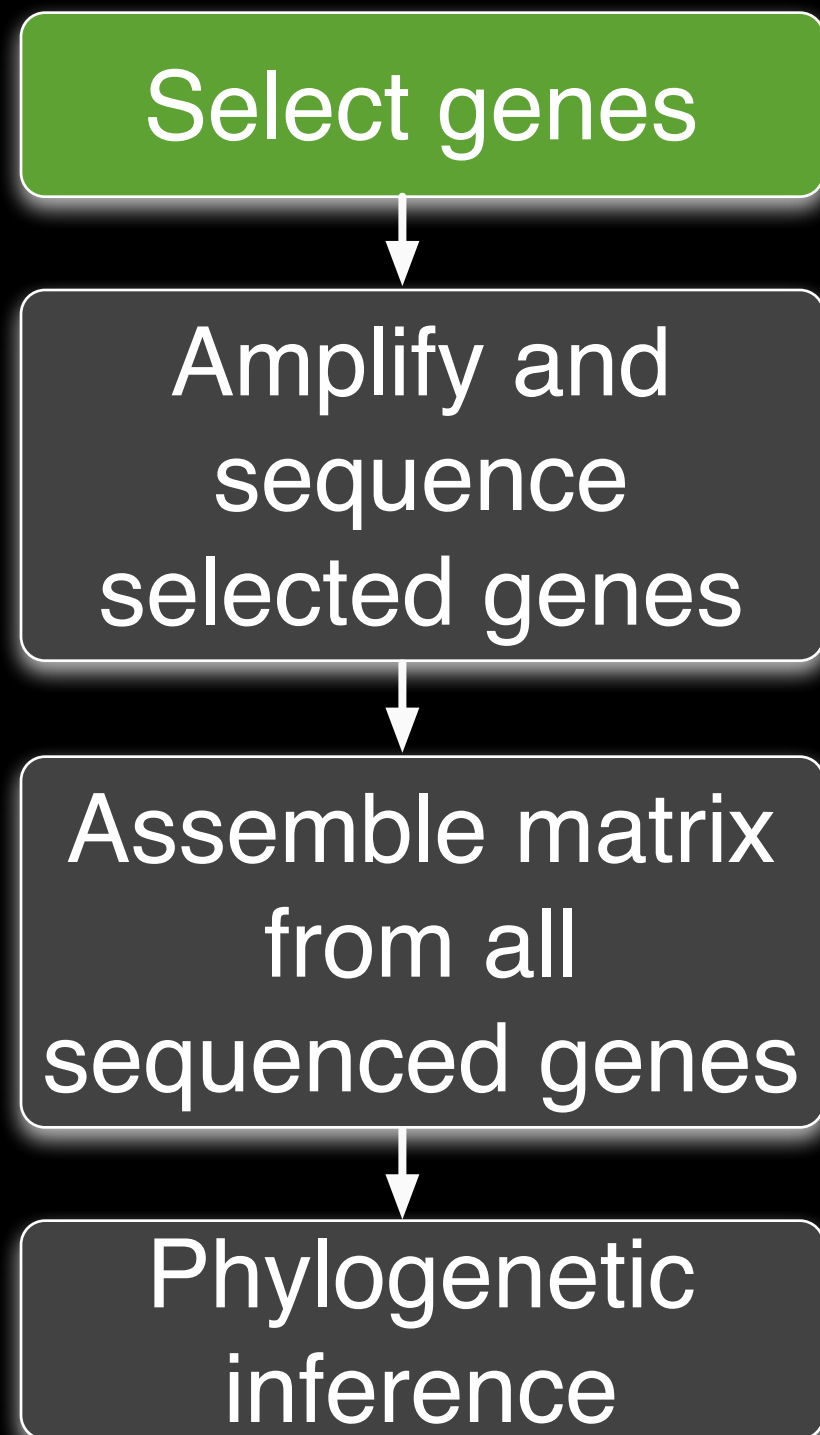 Select genes
Amplify and
sequence
selected genes
Assemble matrix
from all
sequenced genes
Phylogenetic
inference